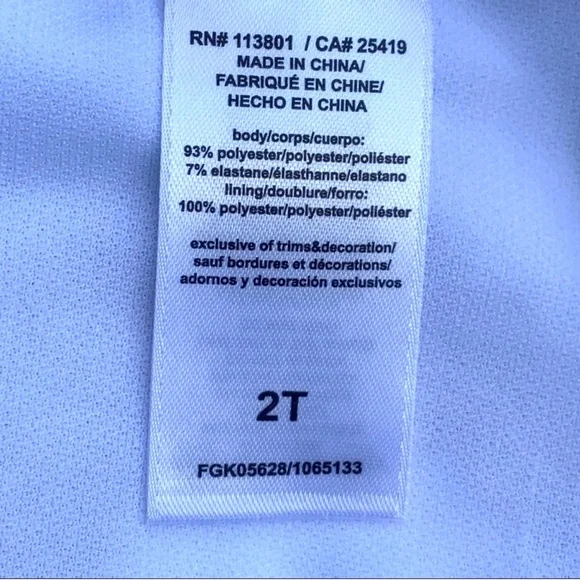 RN# 113801 / CA# 25419
MADE IN CHINA/
FABRIQUÉ EN CHINE/
HECHO EN CHINA
body/corps/cuerpo:
93% polyester/polyester/poliéster
7% elastane/élasthanne/elastano
lining/doublure/forro:
100% polyester/polyester/poliéster
exclusive of trims&decoration/
sauf bordures et décorations/
adornos y decoración exclusivos
2T
FGK05628/1065133